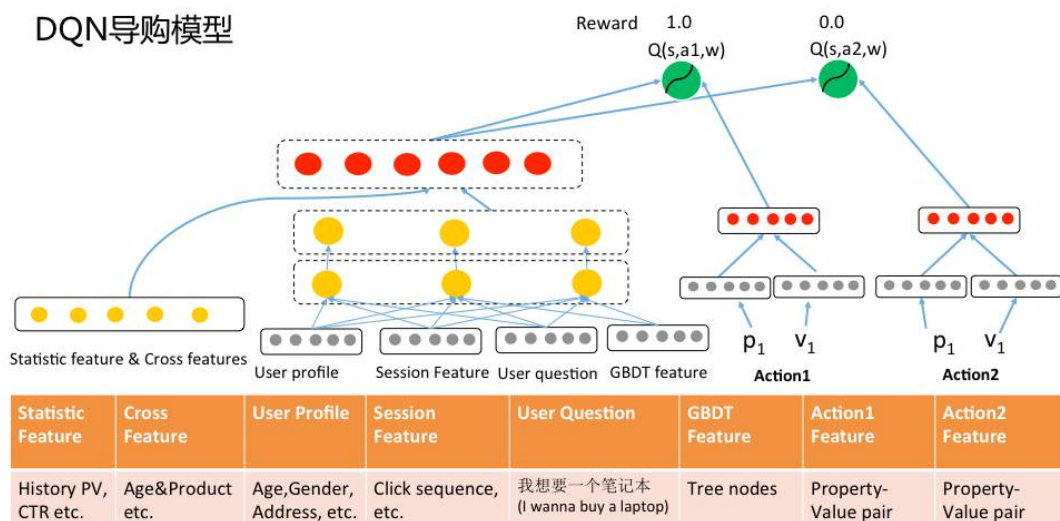 DQN导购模型
Reward 1.0 0.0
Q(s,a1,w) Q(s,a2,w)
Statistic feature & Cross features
User profile Session Feature User question GBDT feature
p1 v1 p1 v1
Action1 Action2
Statistic Feature
Cross Feature
User Profile
Session Feature
User Question
GBDT Feature
Action1 Feature
Action2 Feature
History PV,
CTR etc.
Age&Product
etc.
Age,Gender,
Address, etc.
Click sequence,
etc.
我想要一个笔记本
(I wanna buy a laptop)
Tree nodes
Property-
Value pair
Property-
Value pair